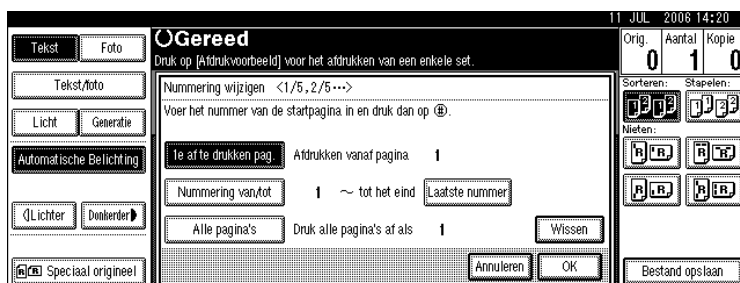 11 JUL 2006 14:20
Tekst Foto
Tekst/foto
Licht Generatie
Automatische Belichting
Lichter Donkerder
Speciaal origineel
Gereed
Druk op [Afdrukvoorbeeld] voor het afdrukken van een enkele set.
Nummering wijzigen <1/5,2/5···>
Voer het nummer van de startpagina in en druk dan op ⊕.
1e af te drukken pag. Afdrukken vanaf pagina 1
Nummering van/tot 1 ~ tot het eind Laatste nummer
Alle pagina's Druk alle pagina's af als 1 Wissen
Annuleren OK
Orig. Aantal Kopie
0 1 0
Sorteren: Stapelen:
Nieten:
Bestand opslaan